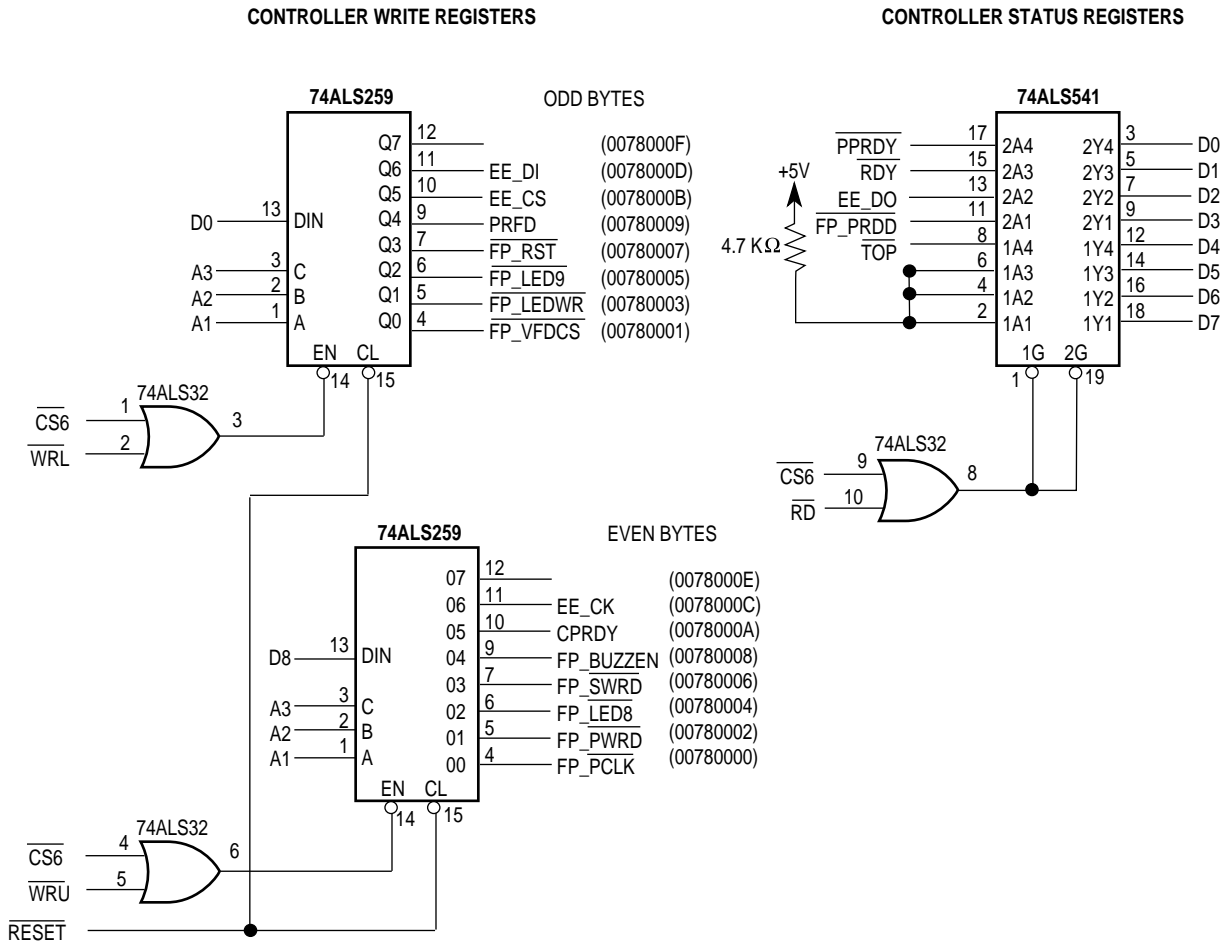 CONTROLLER WRITE REGISTERS
CONTROLLER STATUS REGISTERS
74ALS259
ODD BYTES
Q7 12 (0078000F)
Q6 11 EE_DI (0078000D)
Q5 10 EE_CS (0078000B)
D0 13 DIN Q4 9 PRFD (00780009)
Q3 7 FP_RST (00780007)
A3 3 C Q2 6 FP_LED9 (00780005)
A2 2 B Q1 5 FP_LEDWR (00780003)
A1 1 A Q0 4 FP_VFDCS (00780001)
EN CL
14 15
74ALS32
CS6 1 3
WRL 2
74ALS541
PPRDY 17 2A4 2Y4 3 D0
RDY 15 2A3 2Y3 5 D1
EE_DO 13 2A2 2Y2 7 D2
FP_PRDD 11 2A1 2Y1 9 D3
TOP 8 1A4 1Y4 12 D4
6 1A3 1Y3 14 D5
4 1A2 1Y2 16 D6
2 1A1 1Y1 18 D7
+5V
4.7 KΩ
1G 2G
1 19
74ALS32
CS6 9 8
RD 10
74ALS259
EVEN BYTES
07 12 (0078000E)
06 11 EE_CK (0078000C)
05 10 CPRDY (0078000A)
D8 13 DIN 04 9 FP_BUZZEN (00780008)
03 7 FP_SWRD (00780006)
A3 3 C 02 6 FP_LED8 (00780004)
A2 2 B 01 5 FP_PWRD (00780002)
A1 1 A 00 4 FP_PCLK (00780000)
EN CL
14 15
74ALS32
CS6 4 6
WRU 5
RESET